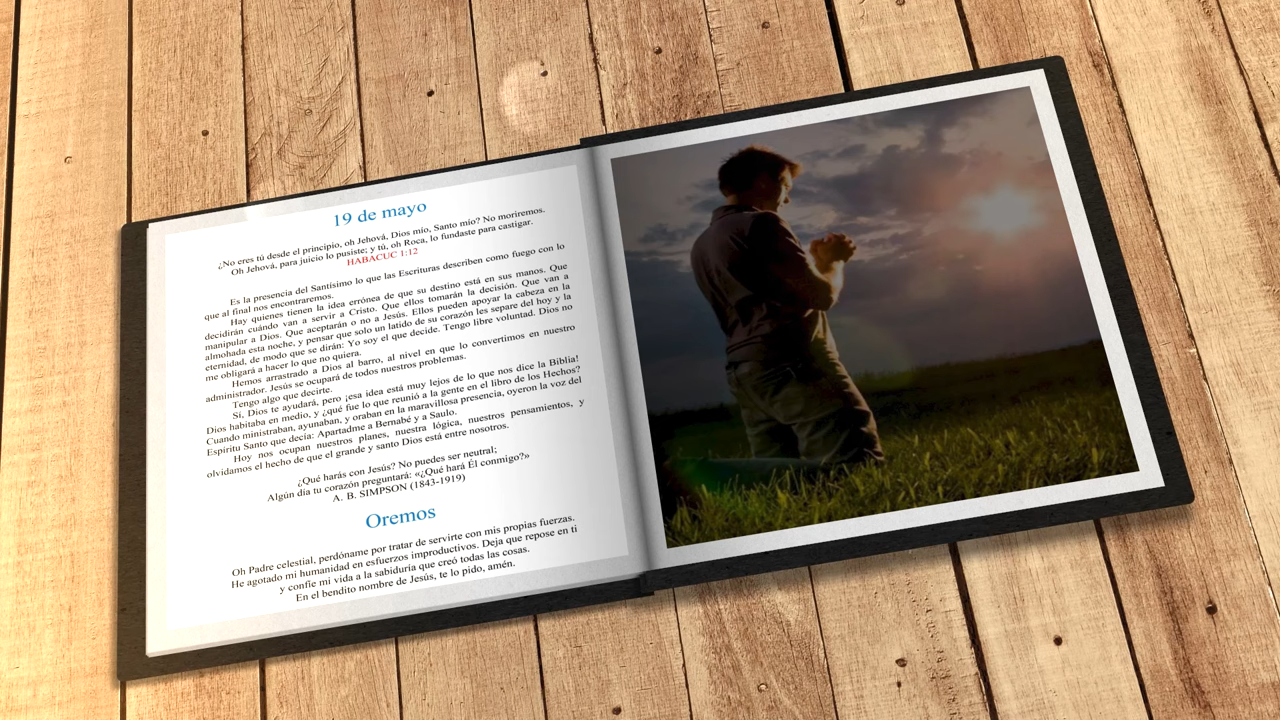 19 de mayo
¿No eres tú desde el principio, oh Jehová, Dios mío, Santo mío? No moriremos.
Oh Jehová, para juicio lo pusiste; y tú, oh Roca, lo fundaste para castigar.
HABACUC 1:12
Es la presencia del Santísimo lo que las Escrituras describen como fuego con lo
que al final nos encontraremos.
Hay quienes tienen la idea errónea de que su destino está en sus manos. Que
decidirán cuándo van a servir a Cristo. Que ellos tomarán la decisión. Que van a
manipular a Dios. Que aceptarán o no a Jesús. Ellos pueden apoyar la cabeza en la
almohada esta noche, y pensar que solo un latido de su corazón les separe del hoy y la
eternidad, de modo que se dirán: Yo soy el que decide. Tengo libre voluntad. Dios no
me obligará a hacer lo que no quiera.
Hemos arrastrado a Dios al barro, al nivel en que lo convertimos en nuestro
administrador. Jesús se ocupará de todos nuestros problemas.
Tengo algo que decirte.
Sí, Dios te ayudará, pero ¡esa idea está muy lejos de lo que nos dice la Biblia!
Dios habitaba en medio, y ¿qué fue lo que reunió a la gente en el libro de los Hechos?
Cuando ministraban, ayunaban, y oraban en la maravillosa presencia, oyeron la voz del
Espíritu Santo que decía: Apartadme a Bernabé y a Saulo.
Hoy nos ocupan nuestros planes, nuestra lógica, nuestros pensamientos, y
olvidamos el hecho de que el grande y santo Dios está entre nosotros.
¿Qué harás con Jesús? No puedes ser neutral;
Algún día tu corazón preguntará: «¿Qué hará Él conmigo?»
A. B. SIMPSON (1843-1919)
Oremos
Oh Padre celestial, perdóname por tratar de servirte con mis propias fuerzas.
He agotado mi humanidad en esfuerzos improductivos. Deja que repose en ti
y confíe mi vida a la sabiduría que creó todas las cosas.
En el bendito nombre de Jesús, te lo pido, amén.